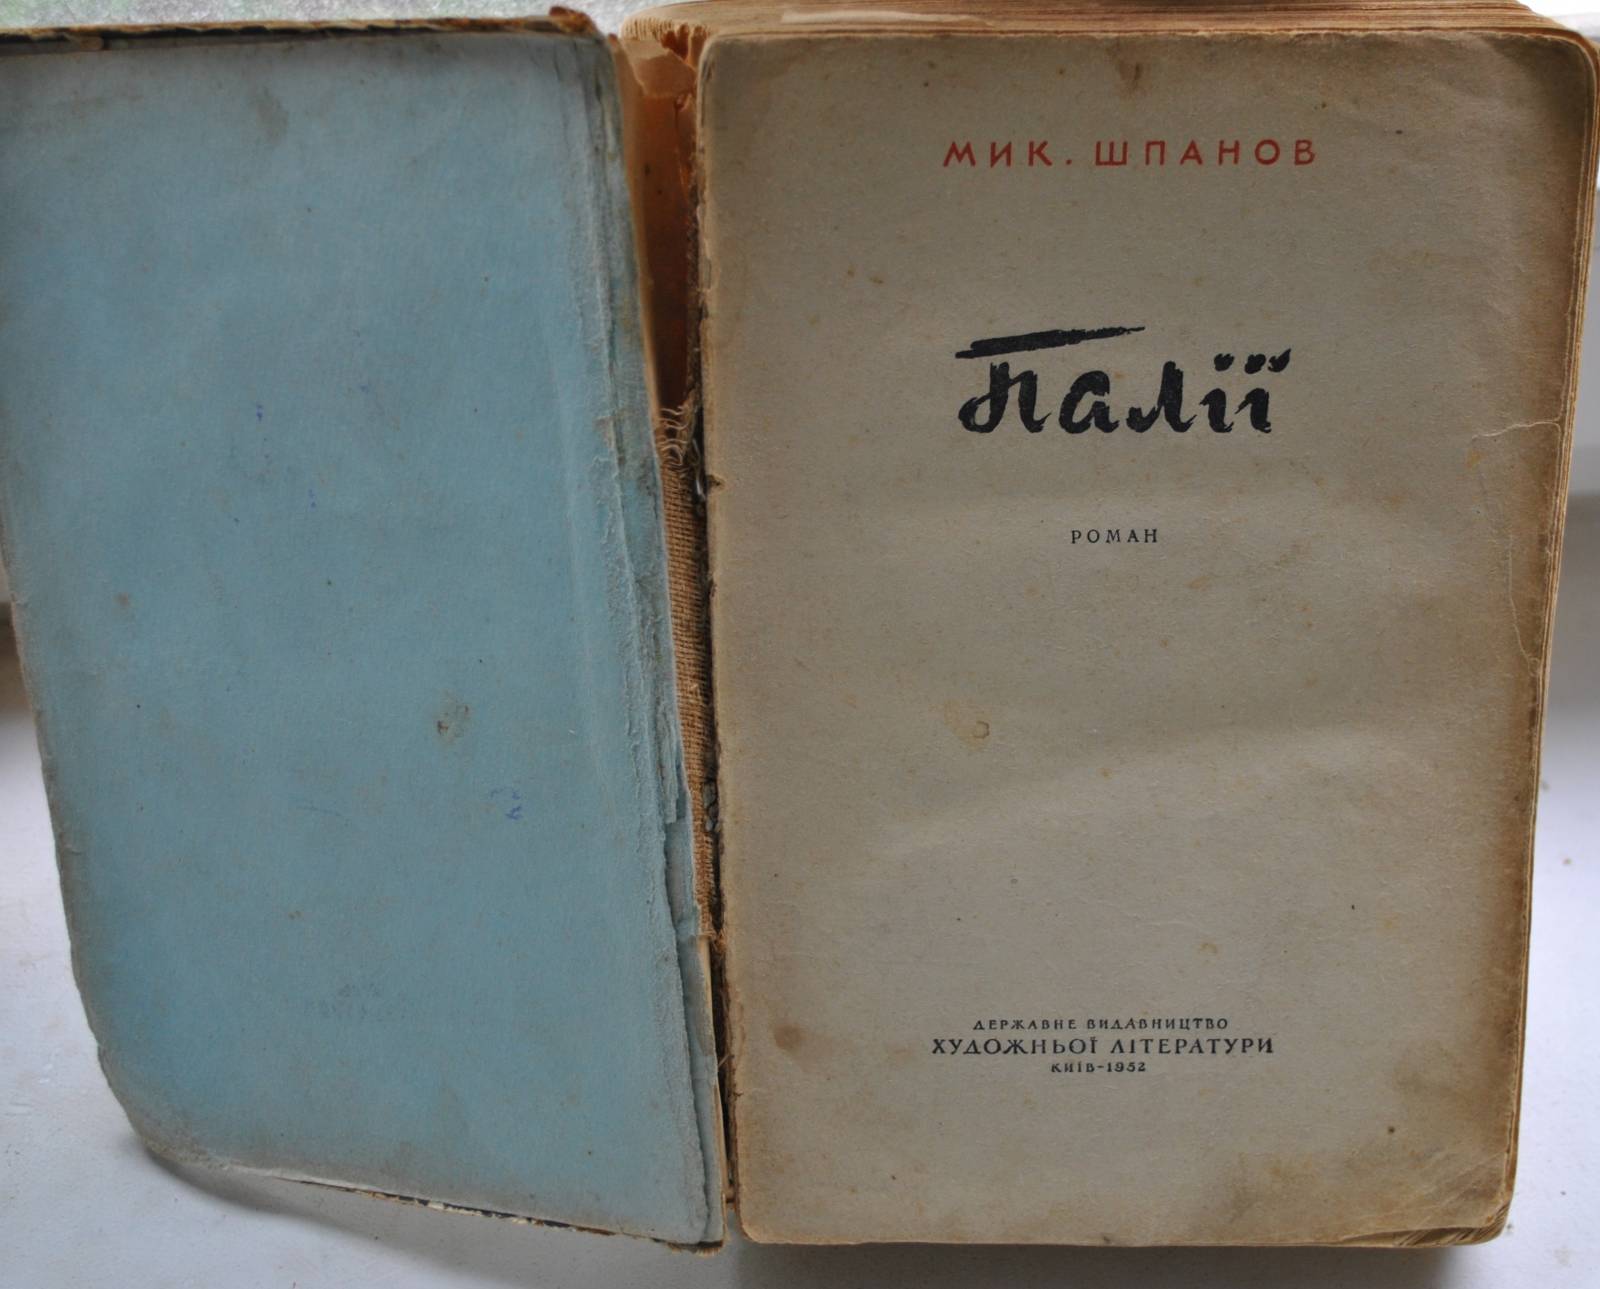 МИК. ШПАНОВ
Палії
РОМАН
ДЕРЖАВНЕ ВИДАВНИЦТВО
ХУДОЖНЬОЇ ЛІТЕРАТУРИ
КИЇВ-1952